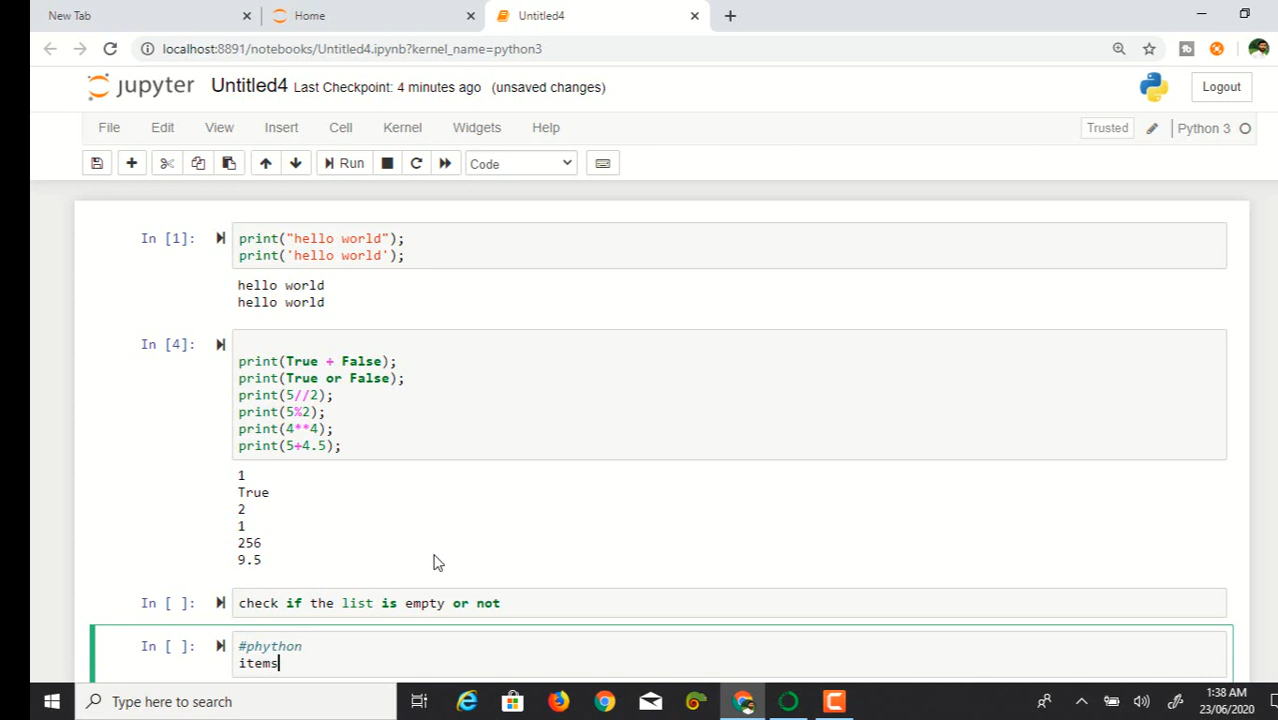 New Tab
Home
Untitled4
localhost:8891/notebooks/Untitled4.ipynb?kernel_name=python3
jupyter Untitled4 Last Checkpoint: 4 minutes ago (unsaved changes)
Logout
File Edit View Insert Cell Kernel Widgets Help
Trusted
Python 3
Run
Code
In [1]:
print("hello world");
print('hello world');
hello world
hello world
In [4]:
print(True + False);
print(True or False);
print(5//2);
print(5%2);
print(4**4);
print(5+4.5);
1
True
2
1
256
9.5
In [ ]: check if the list is empty or not
In [ ]: #phython
items
Type here to search
1:38 AM
23/06/2020